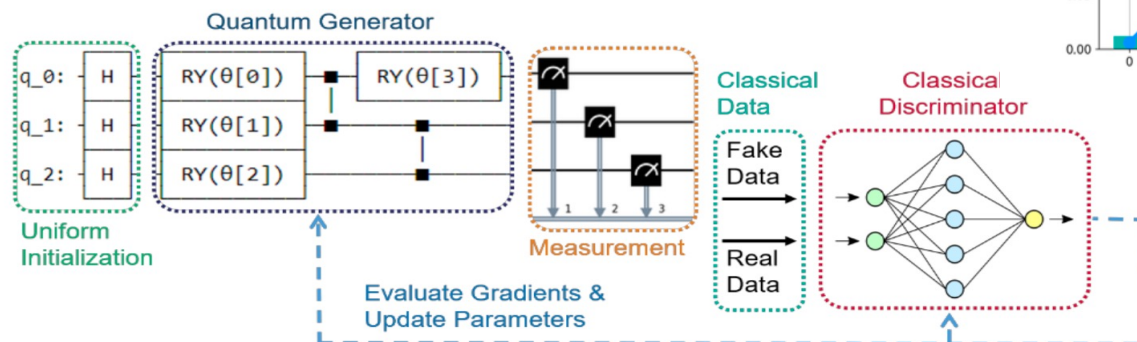 Quantum Generator
q_0: H RY(θ[0]) RY(θ[3])
q_1: H RY(θ[1])
q_2: H RY(θ[2])
1 2 3
Uniform
Initialization
Measurement
Evaluate Gradients &
Update Parameters
Classical
Data
Fake
Data
Real
Data
Classical
Discriminator
0.00
0